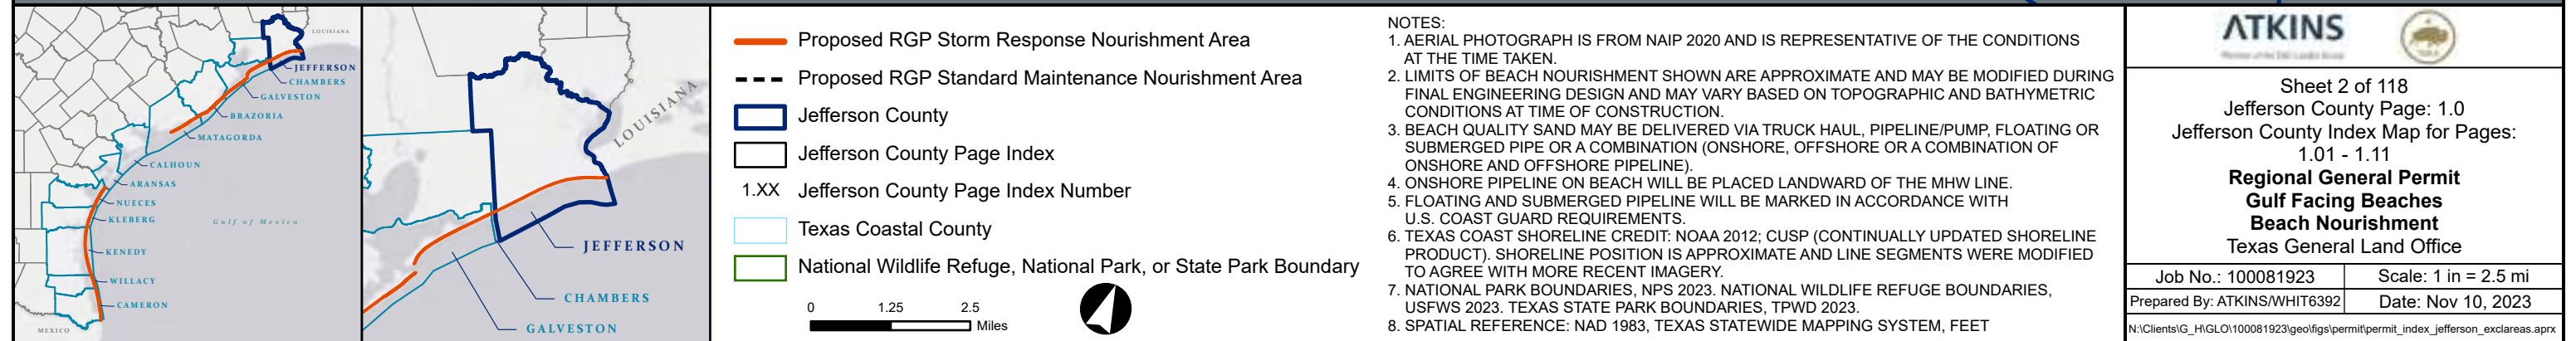 LOUISIANA
JEFFERSON
CHAMBERS
GALVESTON
BRAZORIA
MATAGORDA
CALHOUN
ARANSAS
NUECES
KLEBERG
Gulf of Mexico
KENEDY
WILLACY
CAMERON
MEXICO
LOUISIANA
JEFFERSON
CHAMBERS
GALVESTON
Proposed RGP Storm Response Nourishment Area
Proposed RGP Standard Maintenance Nourishment Area
Jefferson County
Jefferson County Page Index
1.XX Jefferson County Page Index Number
Texas Coastal County
National Wildlife Refuge, National Park, or State Park Boundary
0 1.25 2.5
Miles
NOTES:
1. AERIAL PHOTOGRAPH IS FROM NAIP 2020 AND IS REPRESENTATIVE OF THE CONDITIONS
AT THE TIME TAKEN.
2. LIMITS OF BEACH NOURISHMENT SHOWN ARE APPROXIMATE AND MAY BE MODIFIED DURING
FINAL ENGINEERING DESIGN AND MAY VARY BASED ON TOPOGRAPHIC AND BATHYMETRIC
CONDITIONS AT TIME OF CONSTRUCTION.
3. BEACH QUALITY SAND MAY BE DELIVERED VIA TRUCK HAUL, PIPELINE/PUMP, FLOATING OR
SUBMERGED PIPE OR A COMBINATION (ONSHORE, OFFSHORE OR A COMBINATION OF
ONSHORE AND OFFSHORE PIPELINE).
4. ONSHORE PIPELINE ON BEACH WILL BE PLACED LANDWARD OF THE MHW LINE.
5. FLOATING AND SUBMERGED PIPELINE WILL BE MARKED IN ACCORDANCE WITH
U.S. COAST GUARD REQUIREMENTS.
6. TEXAS COAST SHORELINE CREDIT: NOAA 2012; CUSP (CONTINUALLY UPDATED SHORELINE
PRODUCT). SHORELINE POSITION IS APPROXIMATE AND LINE SEGMENTS WERE MODIFIED
TO AGREE WITH MORE RECENT IMAGERY.
7. NATIONAL PARK BOUNDARIES, NPS 2023. NATIONAL WILDLIFE REFUGE BOUNDARIES,
USFWS 2023. TEXAS STATE PARK BOUNDARIES, TPWD 2023.
8. SPATIAL REFERENCE: NAD 1983, TEXAS STATEWIDE MAPPING SYSTEM, FEET
ATKINS
Sheet 2 of 118
Jefferson County Page: 1.0
Jefferson County Index Map for Pages:
1.01 - 1.11
Regional General Permit
Gulf Facing Beaches
Beach Nourishment
Texas General Land Office
Job No.: 100081923 Scale: 1 in = 2.5 mi
Prepared By: ATKINS/WHIT6392 Date: Nov 10, 2023
N:\Clients\G_H\GLO\100081923\geo\figs\permit\permit_index_jefferson_exclareas.aprx